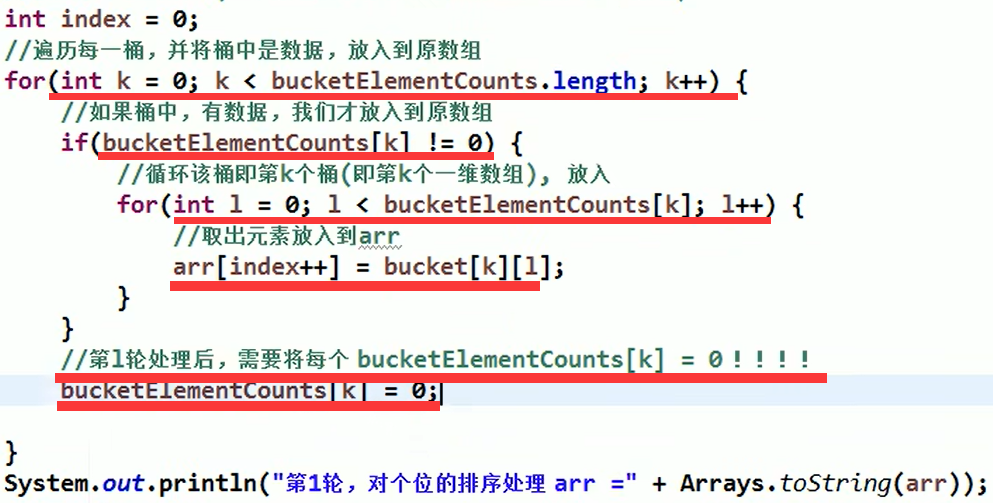 int index = 0;
//遍历每一桶，并将桶中是数据，放入到原数组
for(int k = 0; k < bucketElementCounts.length; k++) {
//如果桶中，有数据，我们才放入到原数组
if(bucketElementCounts[k] != 0) {
//循环该桶即第k个桶(即第k个一维数组), 放入
for(int l = 0; l < bucketElementCounts[k]; l++) {
//取出元素放入到arr
arr[index++] = bucket[k][l];
}
}
//第l轮处理后，需要将每个 bucketElementCounts[k] = 0！！！！
bucketElementCounts[k] = 0;
}
System.out.println("第1轮，对个位的排序处理 arr =" + Arrays.toString(arr));